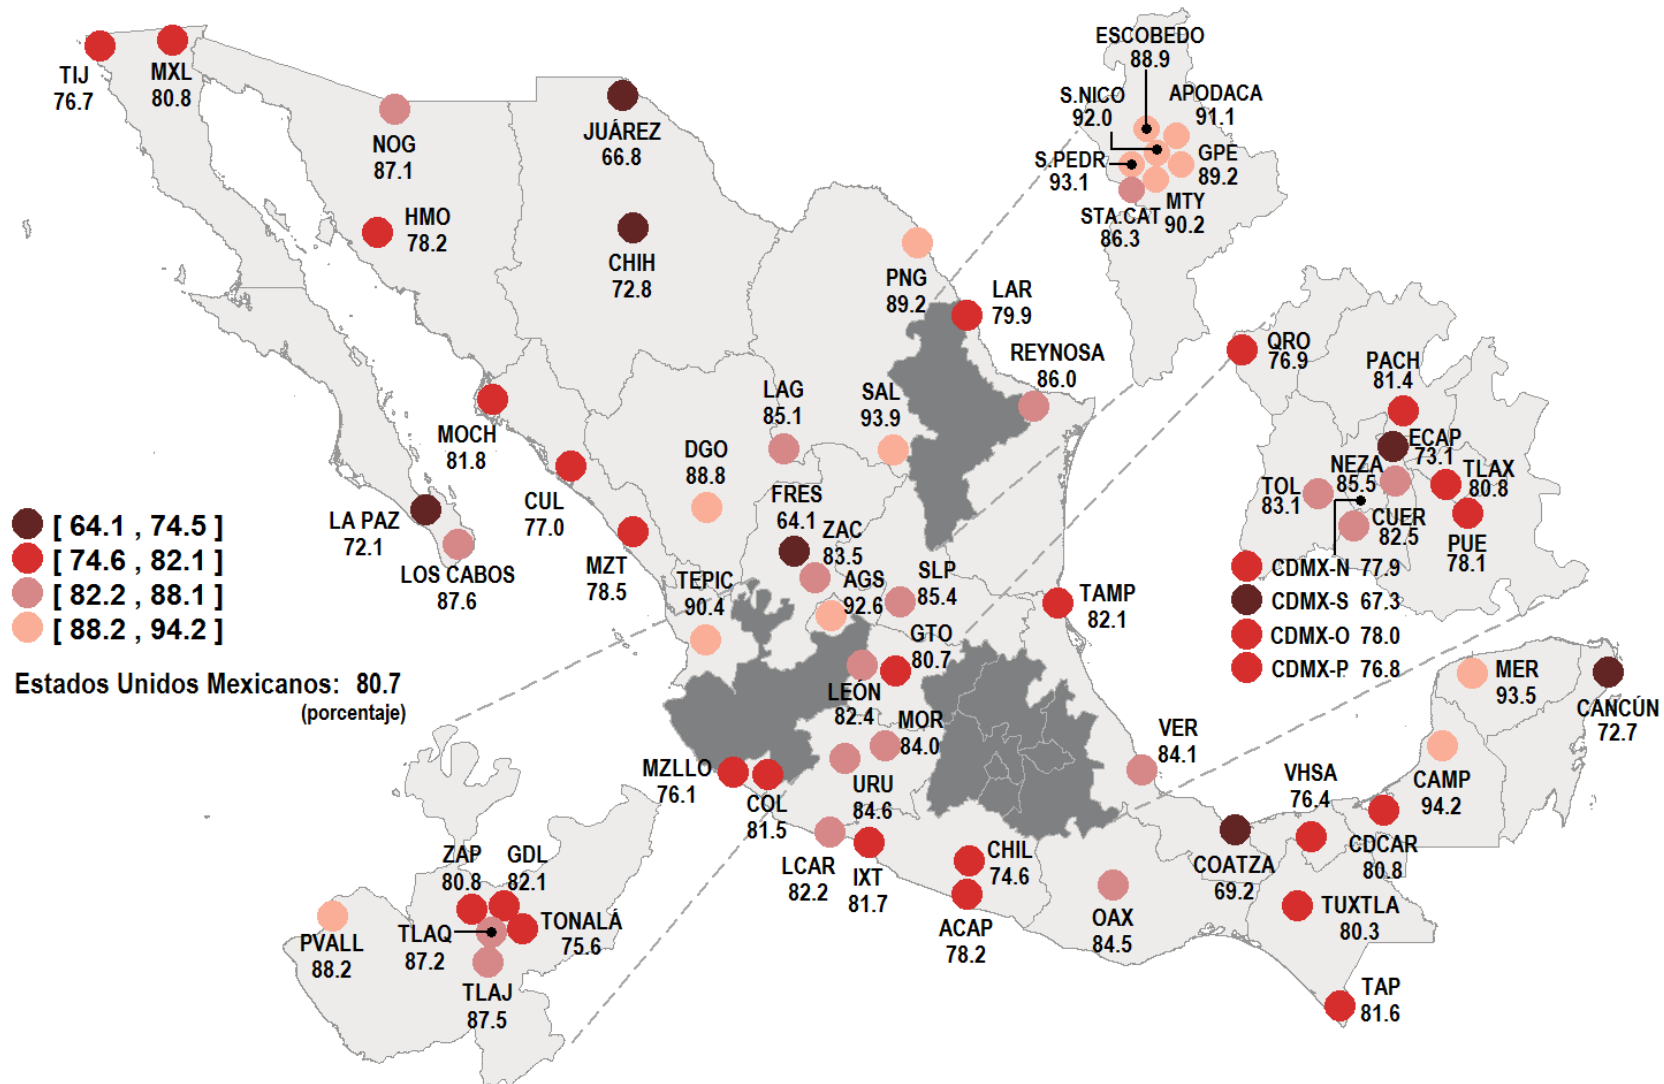 TIJ
76.7
MXL
80.8
NOG
87.1
HMO
78.2
JUÁREZ
66.8
CHIH
72.8
ESCOBEDO
88.9
S.NICO
92.0
APODACA
91.1
S.PEDR
93.1
GPE
89.2
MTY
90.2
STA.CAT
86.3
PNG
89.2
LAR
79.9
REYNOSA
86.0
LAG
85.1
SAL
93.9
DGO
88.8
MOCH
81.8
CUL
77.0
MZT
78.5
LA PAZ
72.1
LOS CABOS
87.6
FRES
64.1
ZAC
83.5
TEPIC
90.4
AGS
92.6
SLP
85.4
TAMP
82.1
GTO
80.7
LEÓN
82.4
MOR
84.0
URU
84.6
MZLLO
76.1
COL
81.5
LCAR
82.2
IXT
81.7
CHIL
74.6
ACAP
78.2
OAX
84.5
VER
84.1
COATZA
69.2
VHSA
76.4
CDCAR
80.8
TUXTLA
80.3
TAP
81.6
CAMP
94.2
MER
93.5
CANCÚN
72.7
QRO
76.9
PACH
81.4
ECAP
73.1
NEZA
85.5
TLAX
80.8
TOL
83.1
CUER
82.5
PUE
78.1
CDMX-N 77.9
CDMX-S 67.3
CDMX-O 78.0
CDMX-P 76.8
[ 64.1 , 74.5 ]
[ 74.6 , 82.1 ]
[ 82.2 , 88.1 ]
[ 88.2 , 94.2 ]
Estados Unidos Mexicanos: 80.7
(porcentaje)
ZAP
80.8
GDL
82.1
TONALÁ
75.6
TLAQ
87.2
PVALL
88.2
TLAJ
87.5